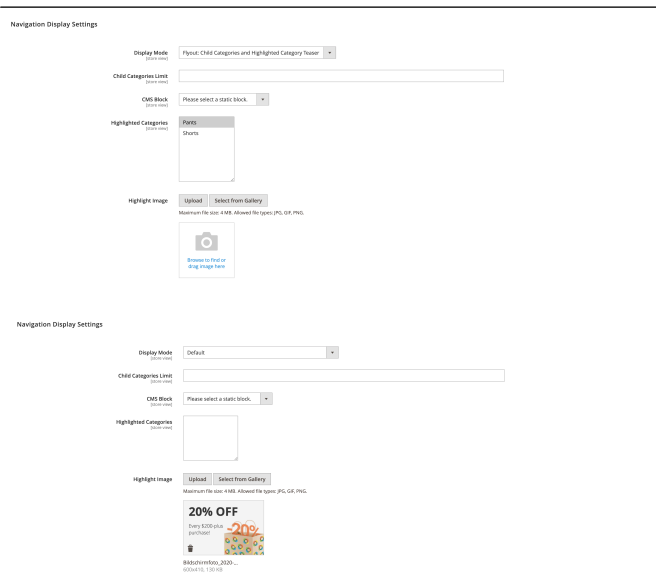 Navigation Display Settings
Display Mode
[store view]
Flyout: Child Categories and Highlighted Category Teaser
Child Categories Limit
[store view]
CMS Block
[store view]
Please select a static block.
Highlighted Categories
[store view]
Pants
Shorts
Highlight Image
Upload
Select from Gallery
Maximum file size: 4 MB. Allowed file types: JPG, GIF, PNG.
Browse to find or
drag image here
Navigation Display Settings
Display Mode
[store view]
Default
Child Categories Limit
[store view]
CMS Block
[store view]
Please select a static block.
Highlighted Categories
[store view]
Highlight Image
Upload
Select from Gallery
Maximum file size: 4 MB. Allowed file types: JPG, GIF, PNG.
20% OFF
Every $200-plus
purchase!
-20%
Bildschirmfoto_2020-...
600x410, 130 KB